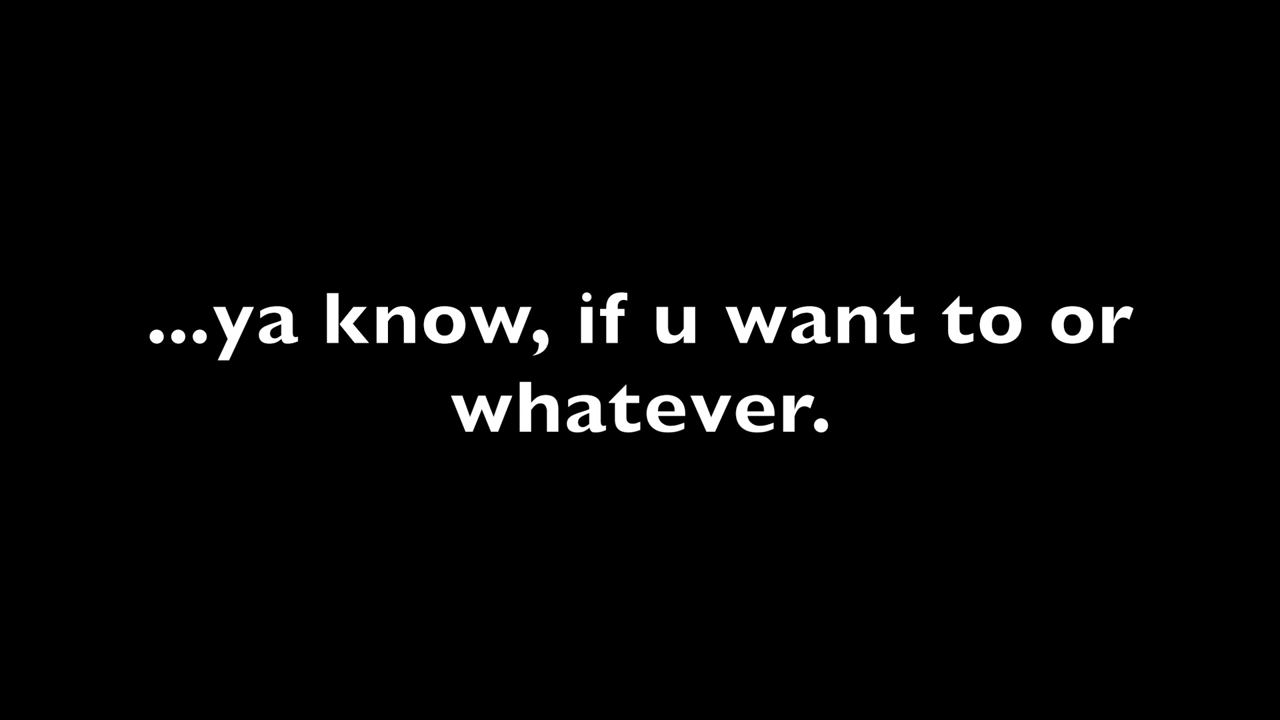 ...ya know, if u want to or
whatever.